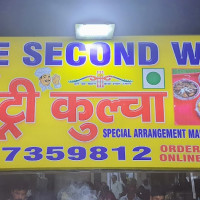 E SECOND W
ट्री कुल्चा
SPECIAL ARRANGEMENT MA
7359812
ORDER
ONLINE